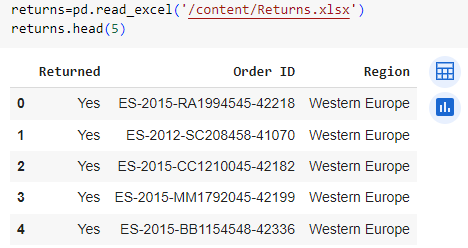 returns=pd.read_excel('/content/Returns.xlsx')
returns.head(5)
Returned Order ID Region
0 Yes ES-2015-RA1994545-42218 Western Europe
1 Yes ES-2012-SC208458-41070 Western Europe
2 Yes ES-2015-CC1210045-42182 Western Europe
3 Yes ES-2015-MM1792045-42199 Western Europe
4 Yes ES-2015-BB1154548-42336 Western Europe